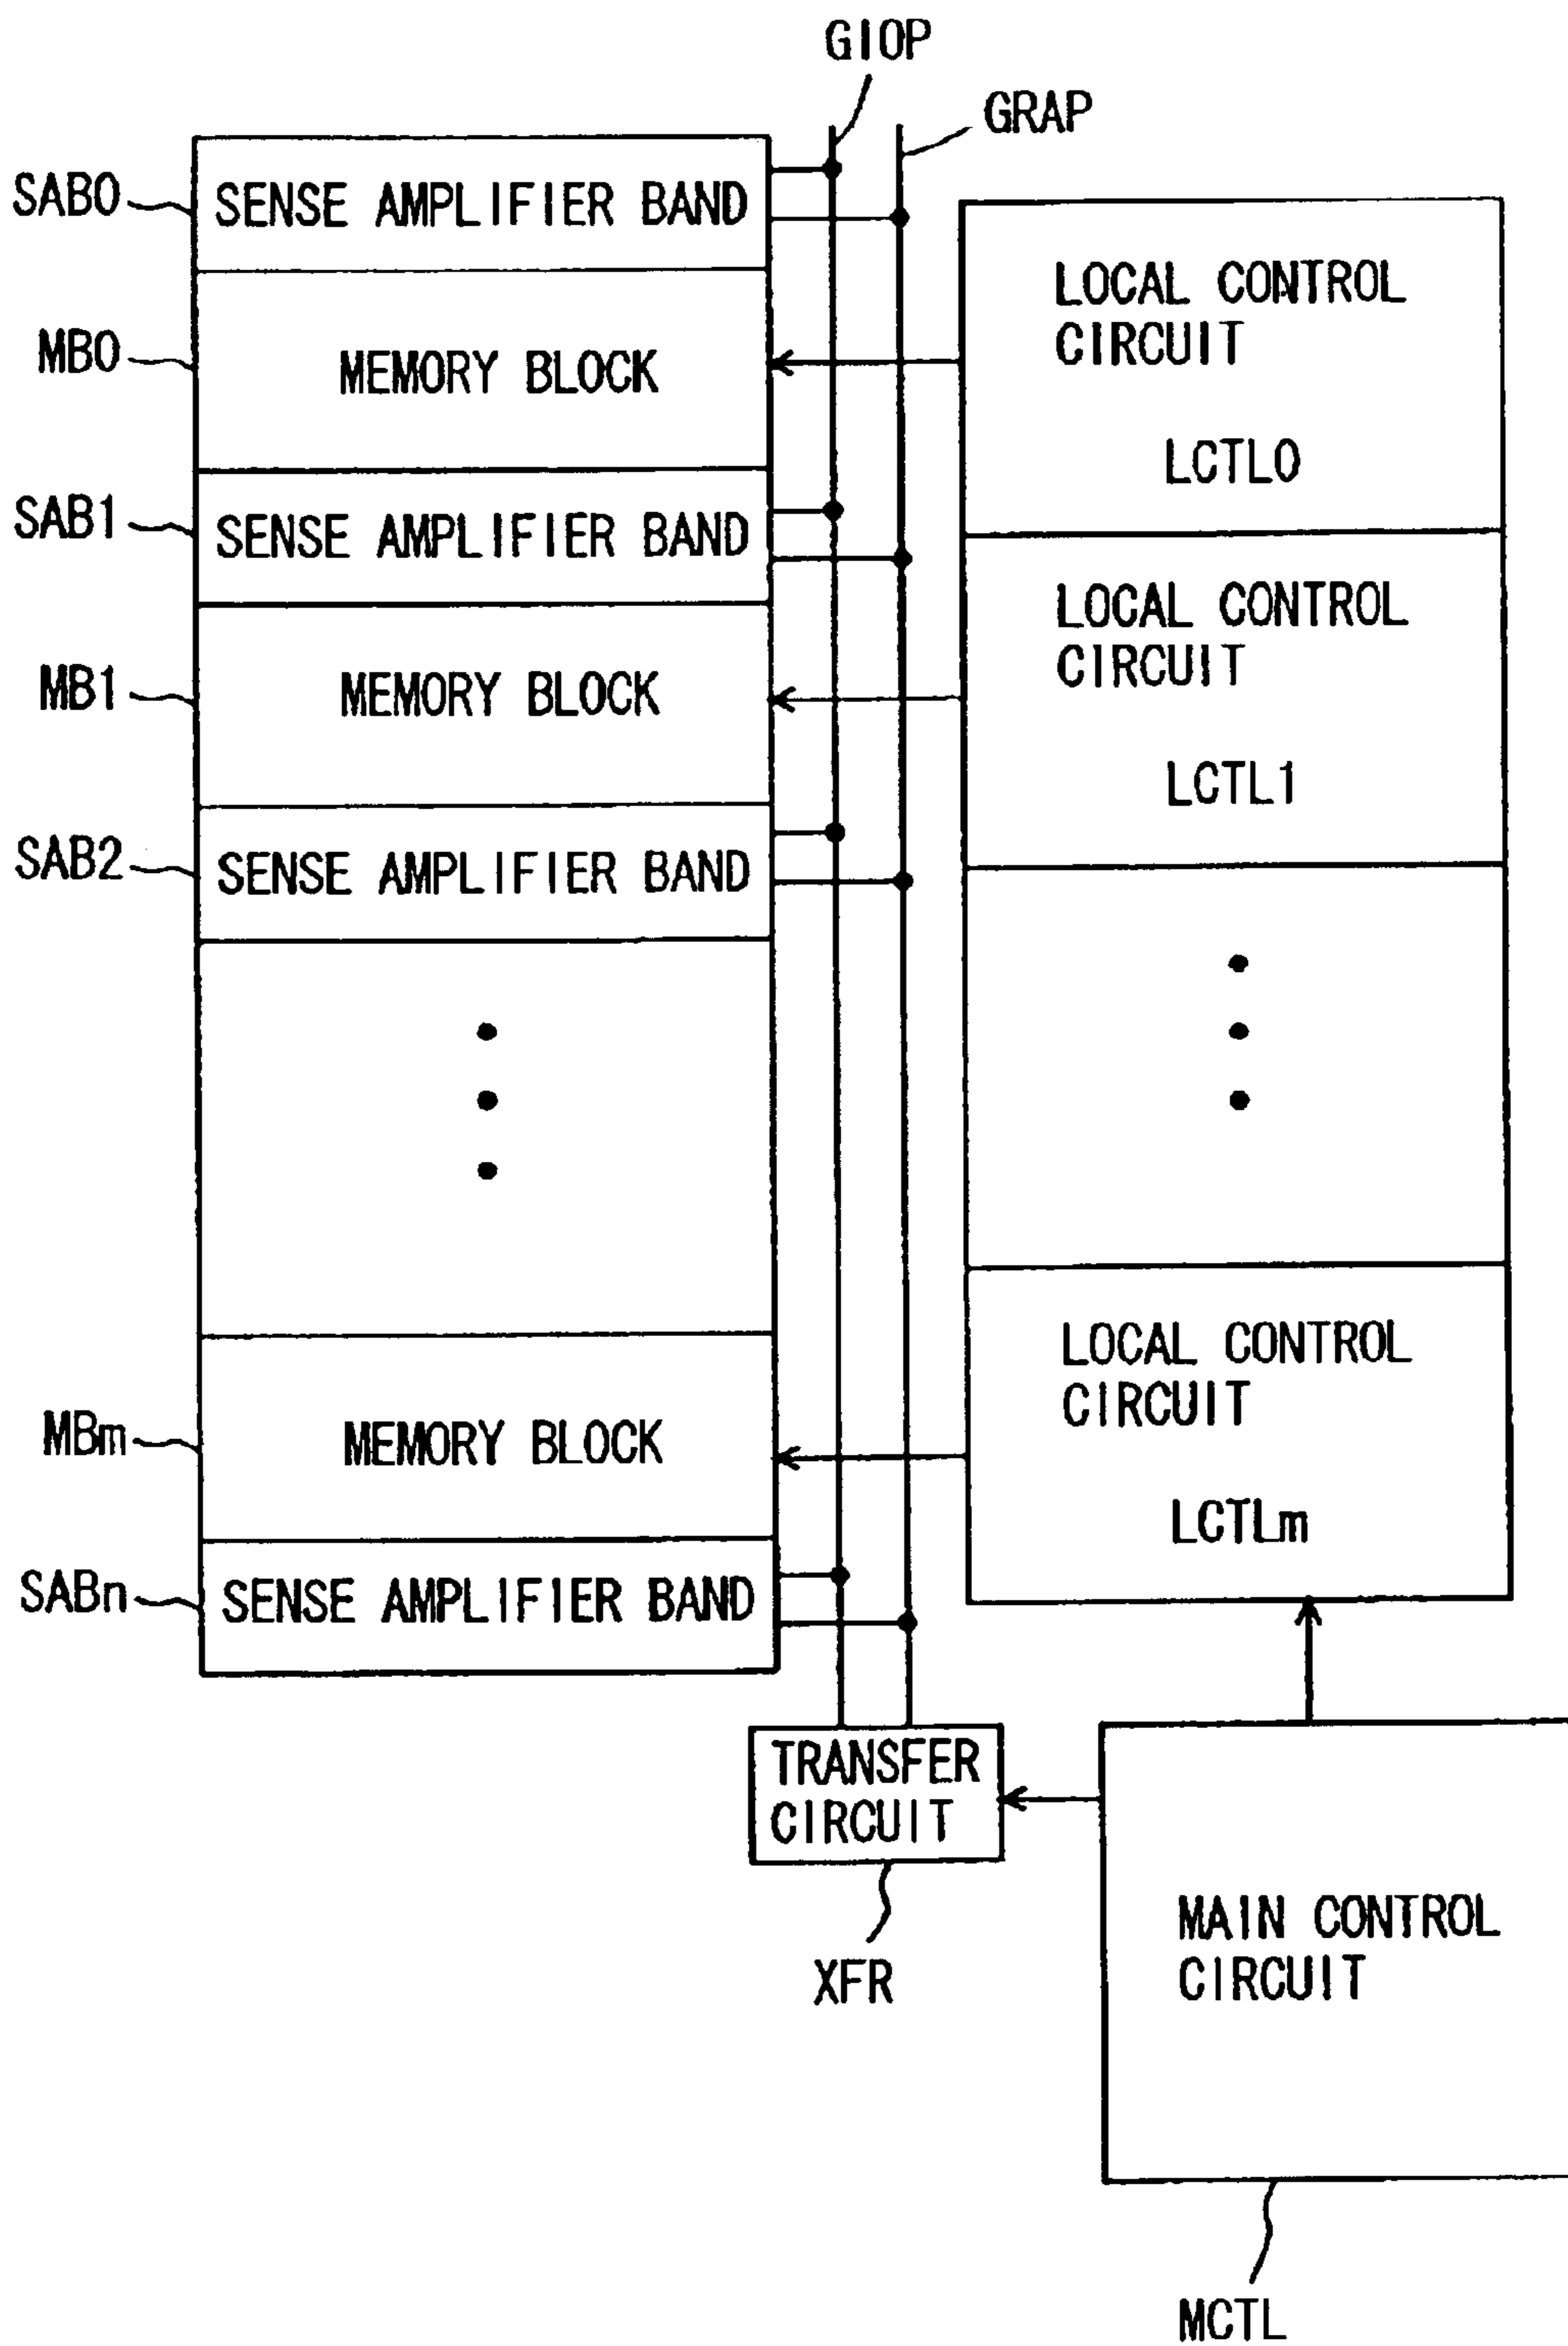 GIOP
GRAP
SAB0
SENSE AMPLIFIER BAND
LOCAL CONTROL
CIRCUIT
LCTL0
MB0
MEMORY BLOCK
SAB1
SENSE AMPLIFIER BAND
LOCAL CONTROL
CIRCUIT
LCTL1
MB1
MEMORY BLOCK
SAB2
SENSE AMPLIFIER BAND
LOCAL CONTROL
CIRCUIT
LCTLm
MBm
MEMORY BLOCK
SABn
SENSE AMPLIFIER BAND
TRANSFER
CIRCUIT
XFR
MAIN CONTROL
CIRCUIT
MCTL